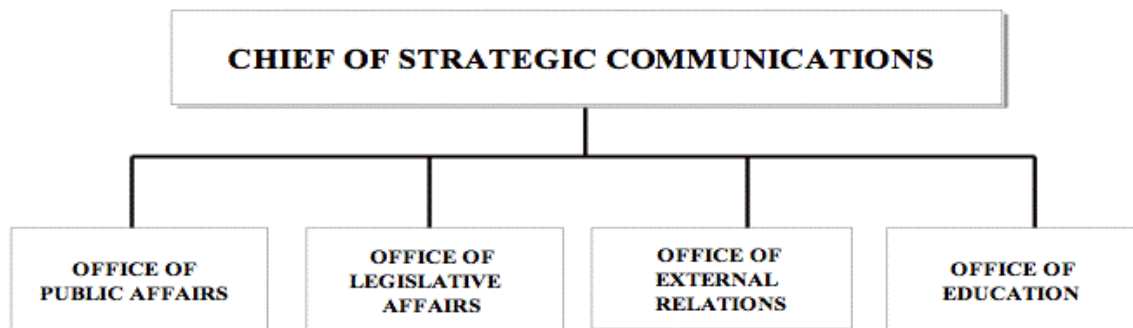 CHIEF OF STRATEGIC COMMUNICATIONS
OFFICE OF
PUBLIC AFFAIRS
OFFICE OF
LEGISLATIVE
AFFAIRS
OFFICE OF
EXTERNAL
RELATIONS
OFFICE OF
EDUCATION